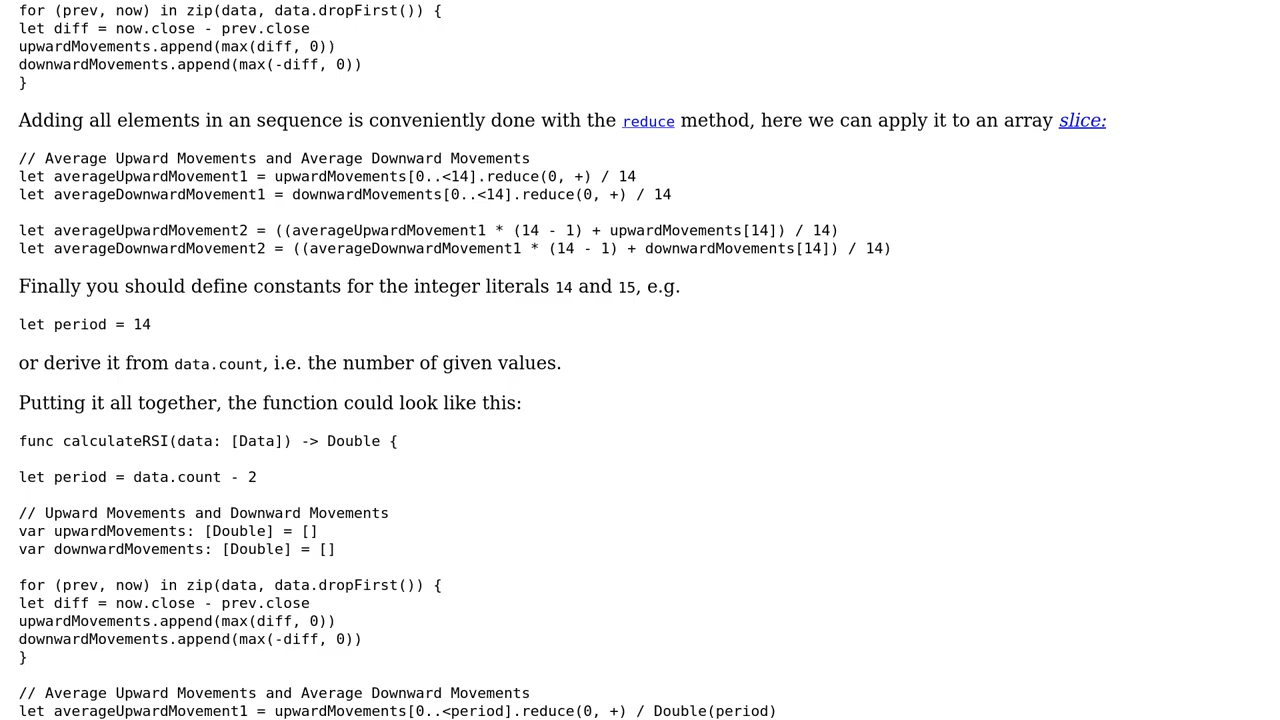 for (prev, now) in zip(data, data.dropFirst()) {
let diff = now.close - prev.close
upwardMovements.append(max(diff, 0))
downwardMovements.append(max(-diff, 0))
}
Adding all elements in an sequence is conveniently done with the reduce method, here we can apply it to an array slice:
// Average Upward Movements and Average Downward Movements
let averageUpwardMovement1 = upwardMovements[0..<14].reduce(0, +) / 14
let averageDownwardMovement1 = downwardMovements[0..<14].reduce(0, +) / 14
let averageUpwardMovement2 = ((averageUpwardMovement1 * (14 - 1) + upwardMovements[14]) / 14)
let averageDownwardMovement2 = ((averageDownwardMovement1 * (14 - 1) + downwardMovements[14]) / 14)
Finally you should define constants for the integer literals 14 and 15, e.g.
let period = 14
or derive it from data.count, i.e. the number of given values.
Putting it all together, the function could look like this:
func calculateRSI(data: [Data]) -> Double {
let period = data.count - 2
// Upward Movements and Downward Movements
var upwardMovements: [Double] = []
var downwardMovements: [Double] = []
for (prev, now) in zip(data, data.dropFirst()) {
let diff = now.close - prev.close
upwardMovements.append(max(diff, 0))
downwardMovements.append(max(-diff, 0))
}
// Average Upward Movements and Average Downward Movements
let averageUpwardMovement1 = upwardMovements[0..<period].reduce(0, +) / Double(period)